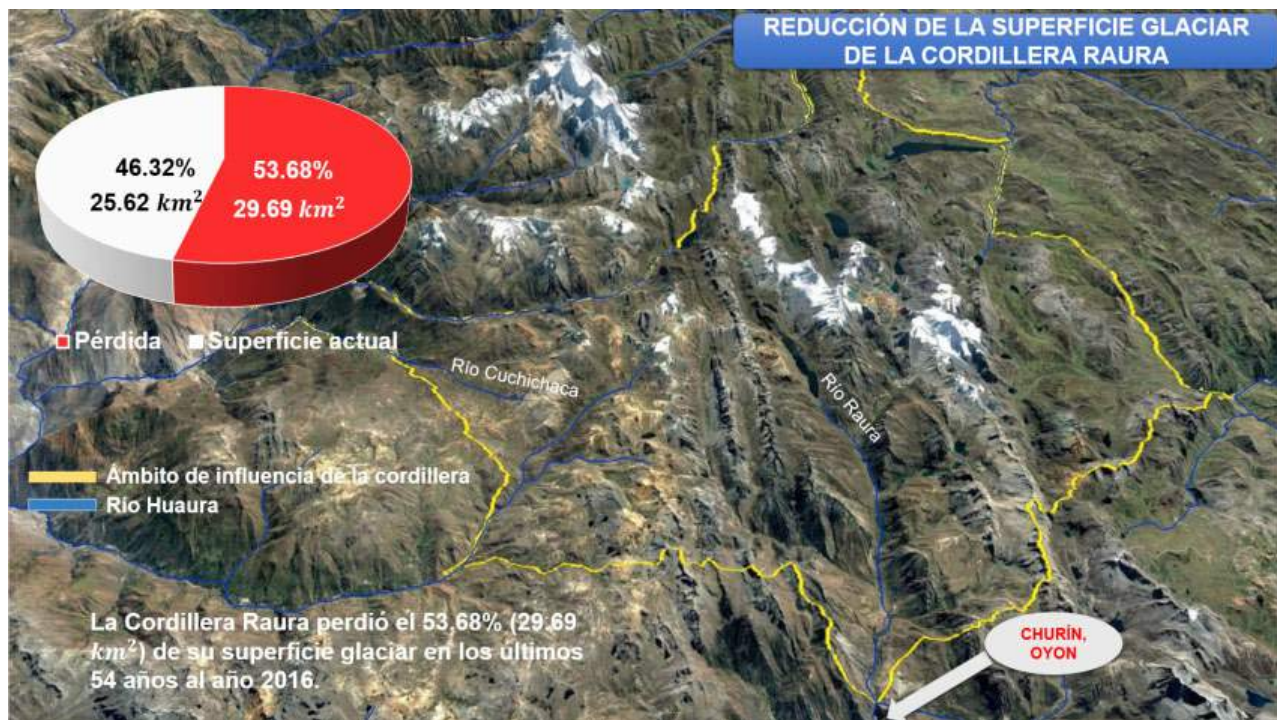 REDUCCIÓN DE LA SUPERFICIE GLACIAR
DE LA CORDILLERA RAURA
46.32%
25.62 km²
53.68%
29.69 km²
Pérdida
Superficie actual
Río Cuchichaca
Río Raura
Ámbito de influencia de la cordillera
Río Huaura
La Cordillera Raura perdió el 53,68% (29.69
km²) de su superficie glaciar en los últimos
54 años al año 2016.
CHURÍN,
OYON